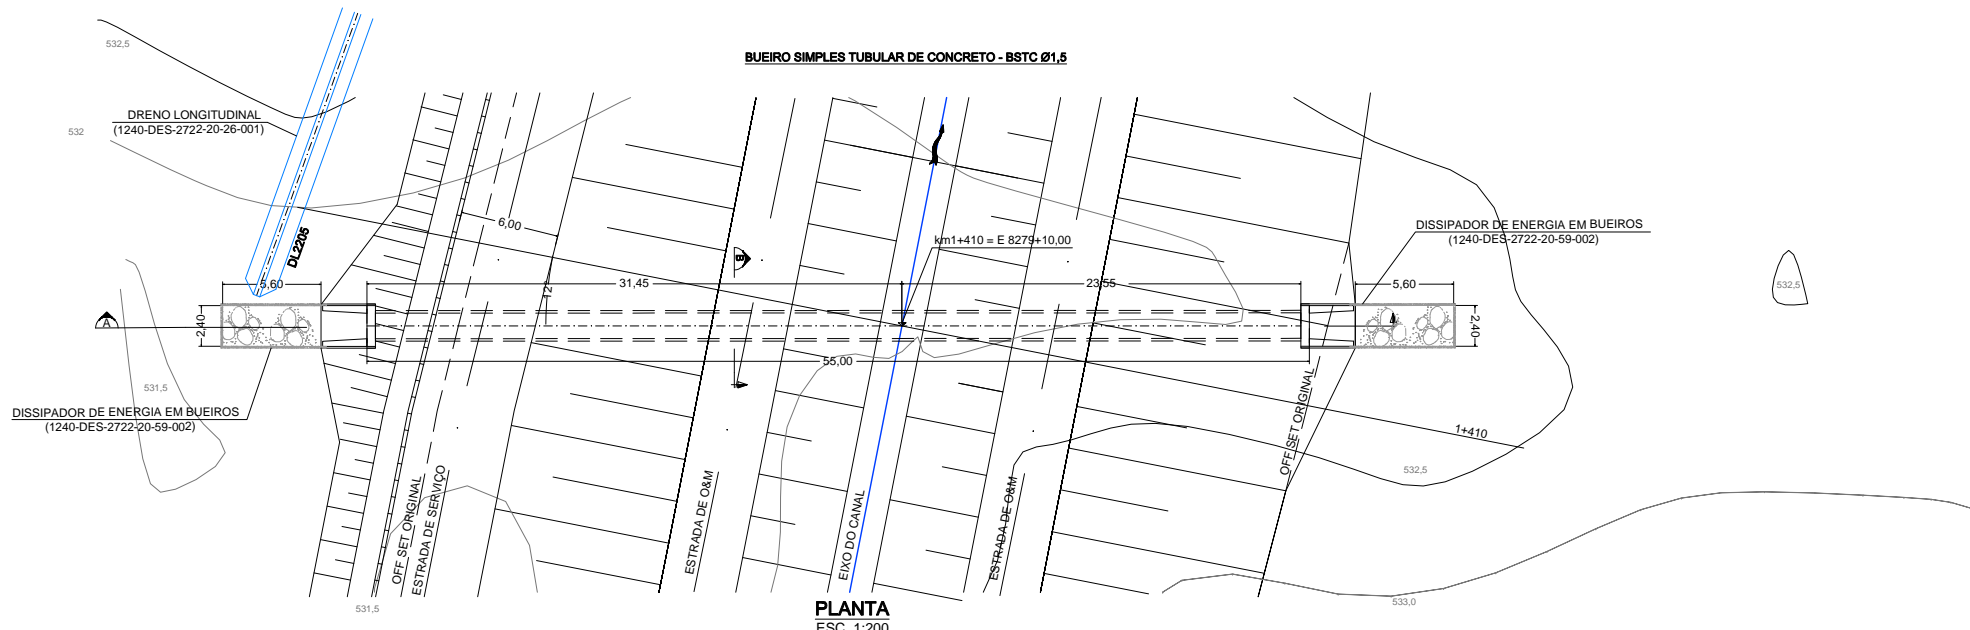 532,5
BUEIRO SIMPLES TUBULAR DE CONCRETO - BSTC Ø1,5
DRENO LONGITUDINAL
(1240-DES-2722-20-26-001)
532
DL2205
6,00
km1+410 = E 8279+10,00
DISSIPADOR DE ENERGIA EM BUEIROS
(1240-DES-2722-20-59-002)
B
5,60
31,45
23,55
5,60
532,5
12°
A
2,40
2,40
55,00
531,5
DISSIPADOR DE ENERGIA EM BUEIROS
(1240-DES-2722-20-59-002)
OFF SET ORIGINAL
1+410
532,5
OFF SET ORIGINAL
ESTRADA DE SERVIÇO
ESTRADA DE O&M
EIXO DO CANAL
ESTRADA DE O&M
531,5
533,0
PLANTA
ESC. 1:200